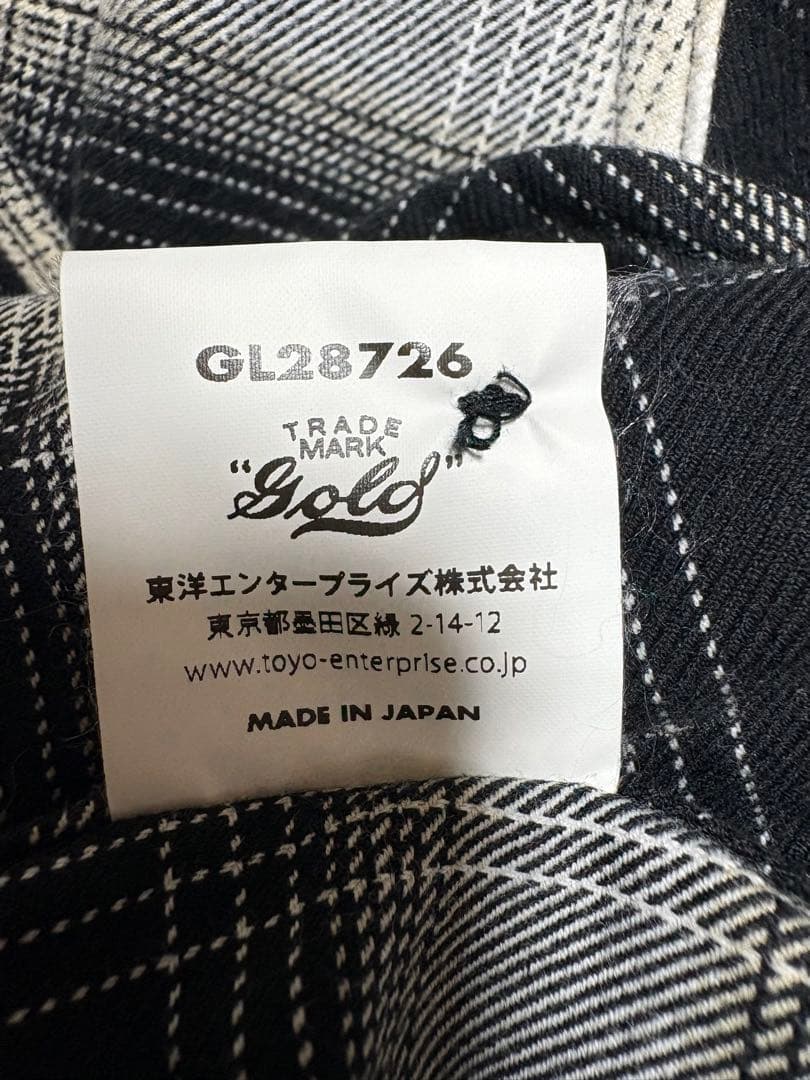 GL28726
TRADE
MARK
"Gold"
東洋エンタープライズ株式会社
東京都墨田区緑 2-14-12
www.toyo-enterprise.co.jp
MADE IN JAPAN